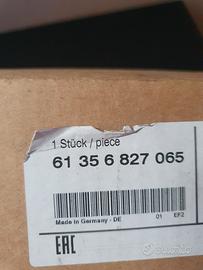 1 Stück / piece
61 35 6 827 065
Made in Germany - DE
01
EF2
EAC